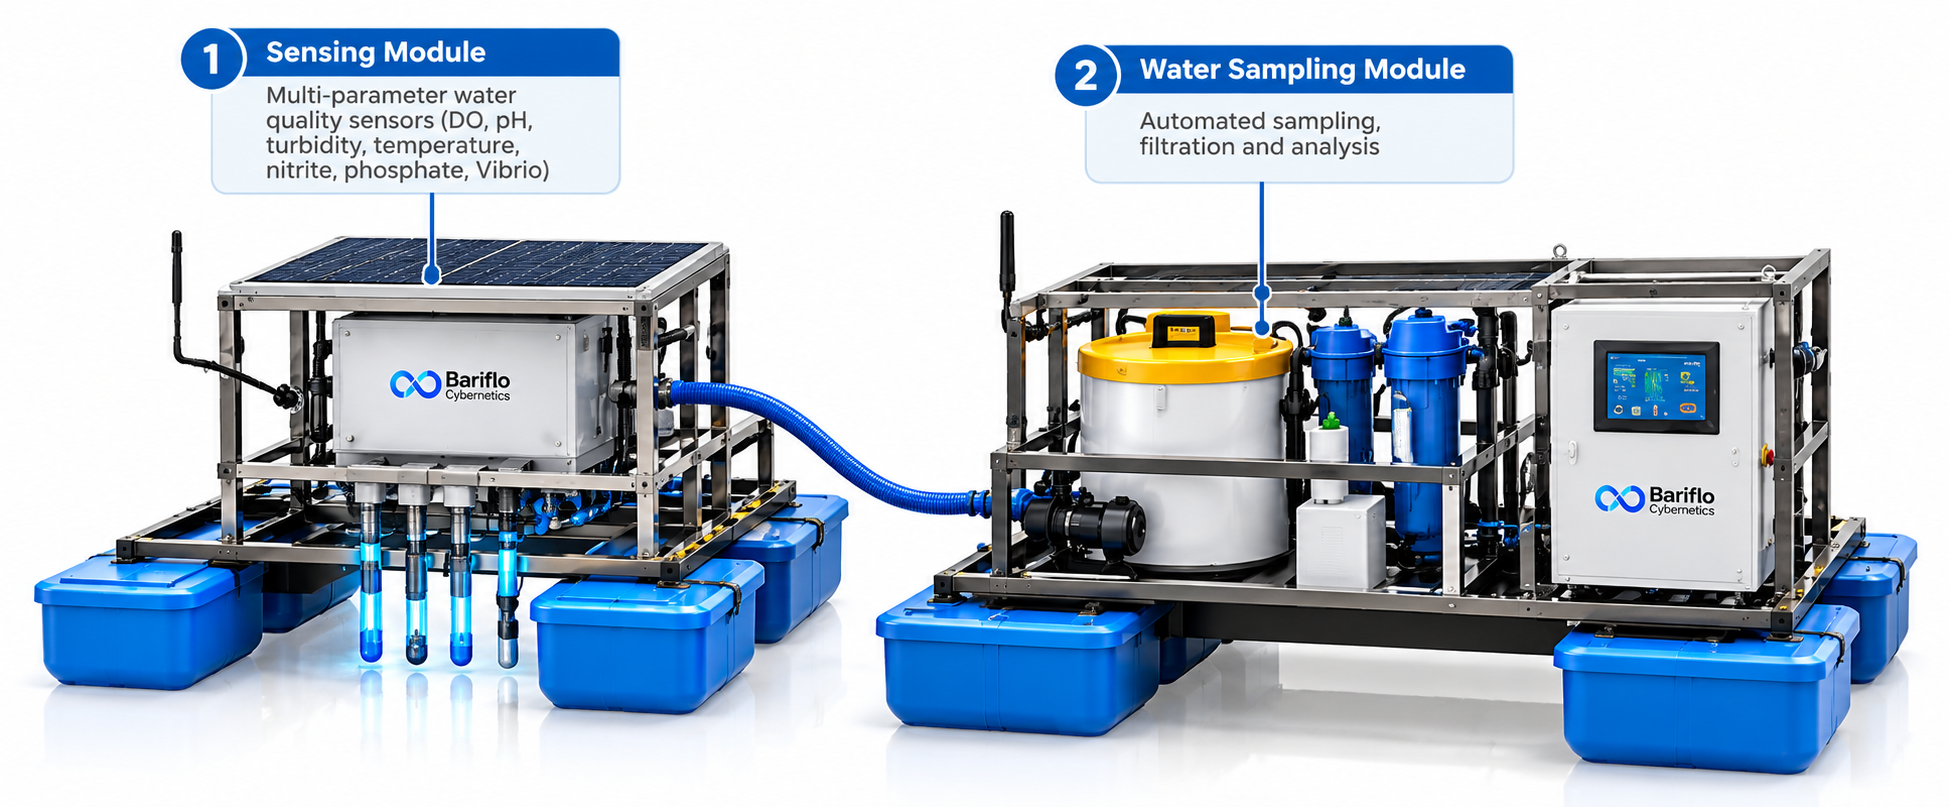 1
Sensing Module
Multi-parameter water
quality sensors (DO, pH,
turbidity, temperature,
nitrite, phosphate, Vibrio)
2
Water Sampling Module
Automated sampling,
filtration and analysis
Bariflo
Cybernetics
Bariflo
Cybernetics